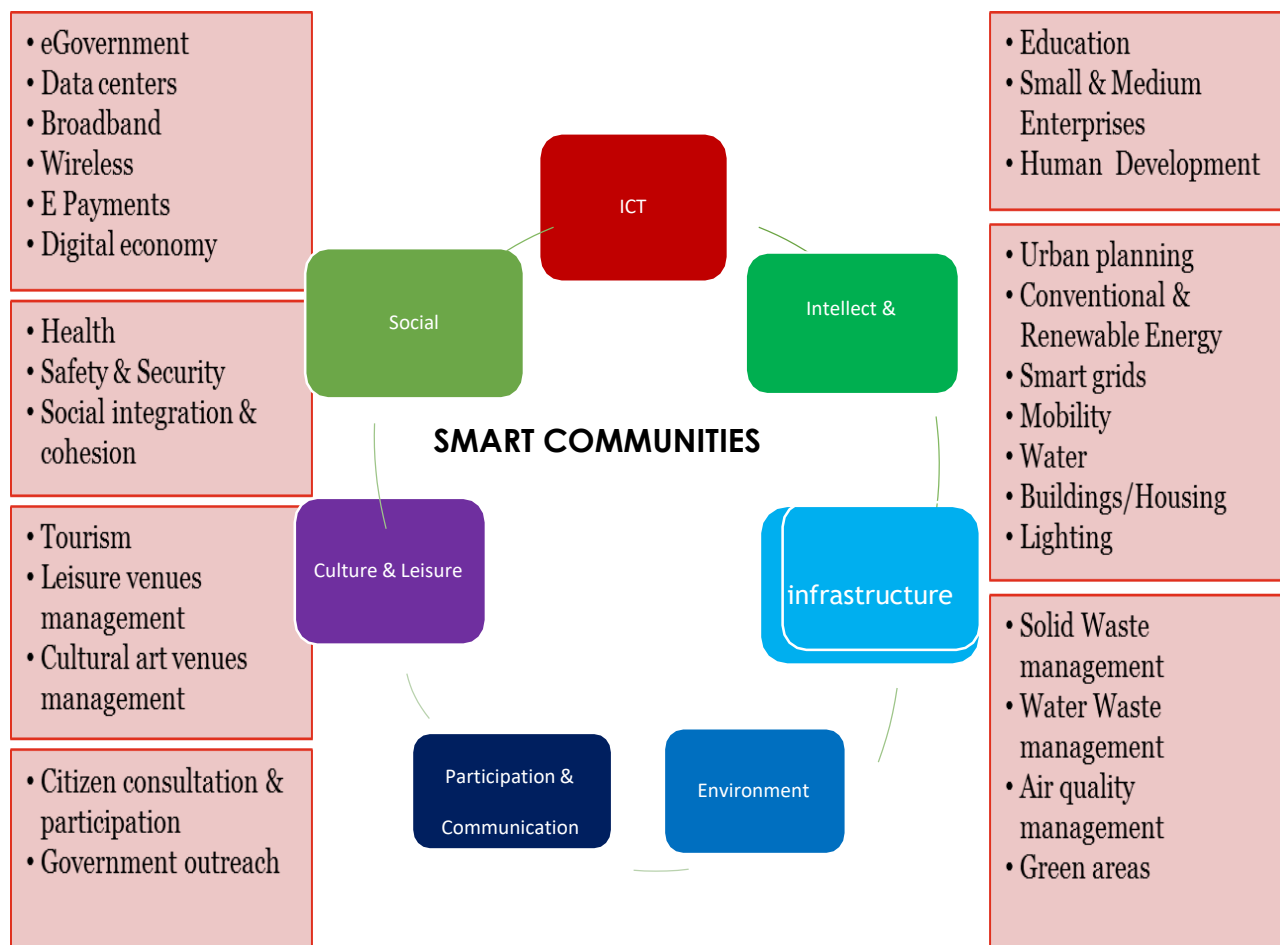 • eGovernment
• Data centers
• Broadband
• Wireless
• E Payments
• Digital economy
• Health
• Safety & Security
• Social integration &
cohesion
• Tourism
• Leisure venues
management
• Cultural art venues
management
• Citizen consultation &
participation
• Government outreach
ICT
Social
Intellect &
SMART COMMUNITIES
Culture & Leisure
infrastructure
Participation &
Communication
Environment
• Education
• Small & Medium
Enterprises
• Human Development
• Urban planning
• Conventional &
Renewable Energy
• Smart grids
• Mobility
• Water
• Buildings/Housing
• Lighting
• Solid Waste
management
• Water Waste
management
• Air quality
management
• Green areas